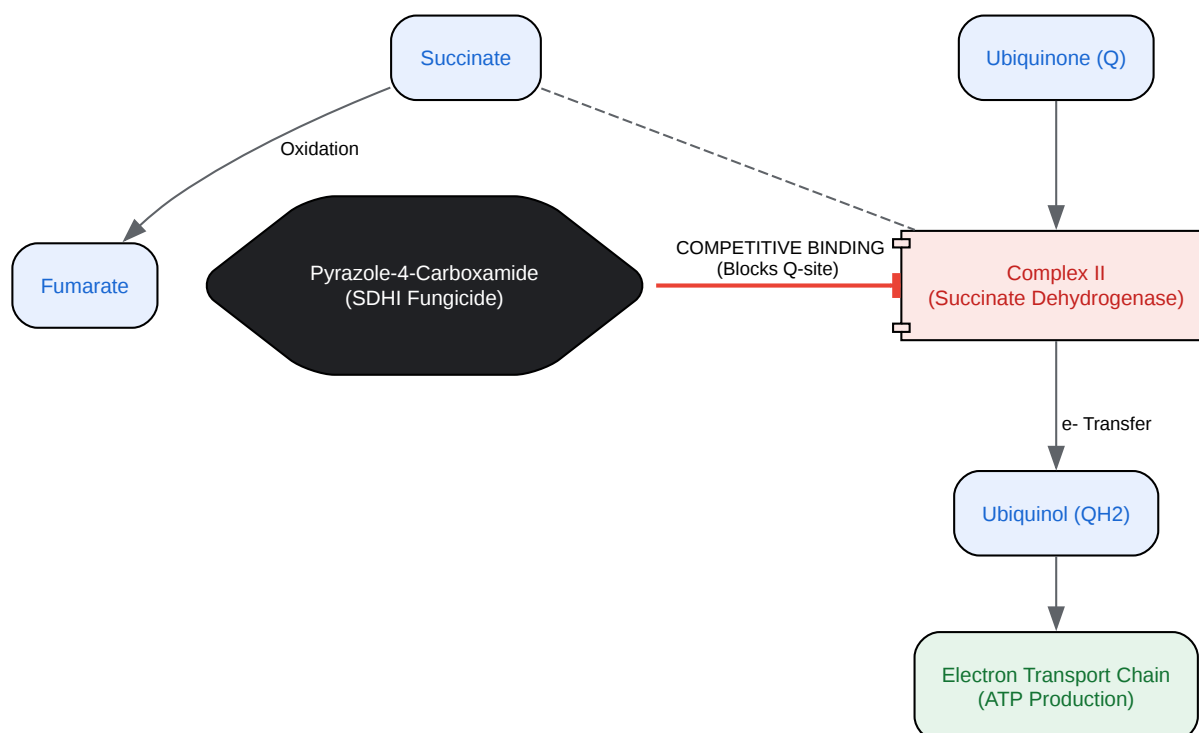 Succinate
Ubiquinone (Q)
Oxidation
Fumarate
Pyrazole-4-Carboxamide
(SDHI Fungicide)
COMPETITIVE BINDING
(Blocks Q-site)
Complex II
(Succinate Dehydrogenase)
e- Transfer
Ubiquinol (QH2)
Electron Transport Chain
(ATP Production)